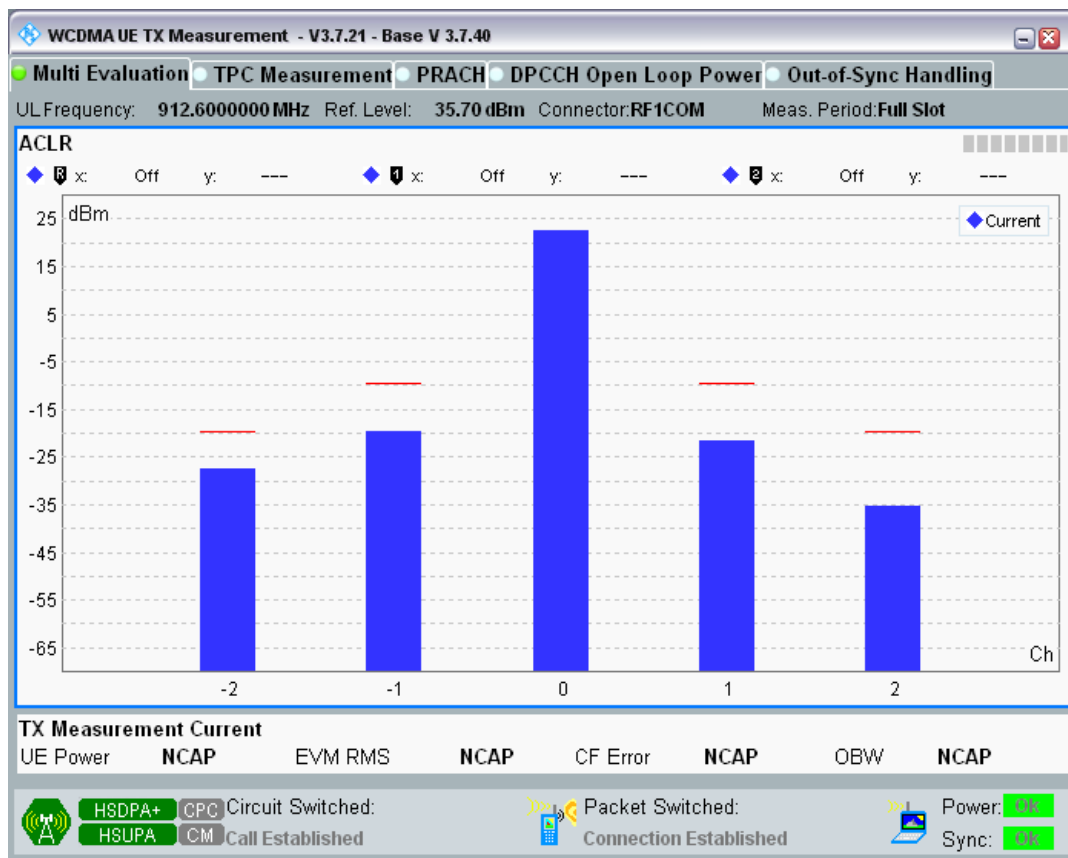 WCDMA UE TX Measurement - V3.7.21 - Base V 3.7.40
Multi Evaluation TPC Measurement PRACH DPCCH Open Loop Power Out-of-Sync Handling
UL Frequency: 912.6000000 MHz Ref. Level: 35.70 dBm Connector:RF1COM Meas. Period:Full Slot
ACLR
R x: Off y: --- 1 x: Off y: --- 2 x: Off y: ---
dBm
Current
25
15
5
-5
-15
-25
-35
-45
-55
-65
Ch
-2 -1 0 1 2
TX Measurement Current
UE Power NCAP EVM RMS NCAP CF Error NCAP OBW NCAP
HSDPA+ CPC Circuit Switched: Packet Switched: Power: OK
HSUPA CM Call Established Connection Established Sync: OK